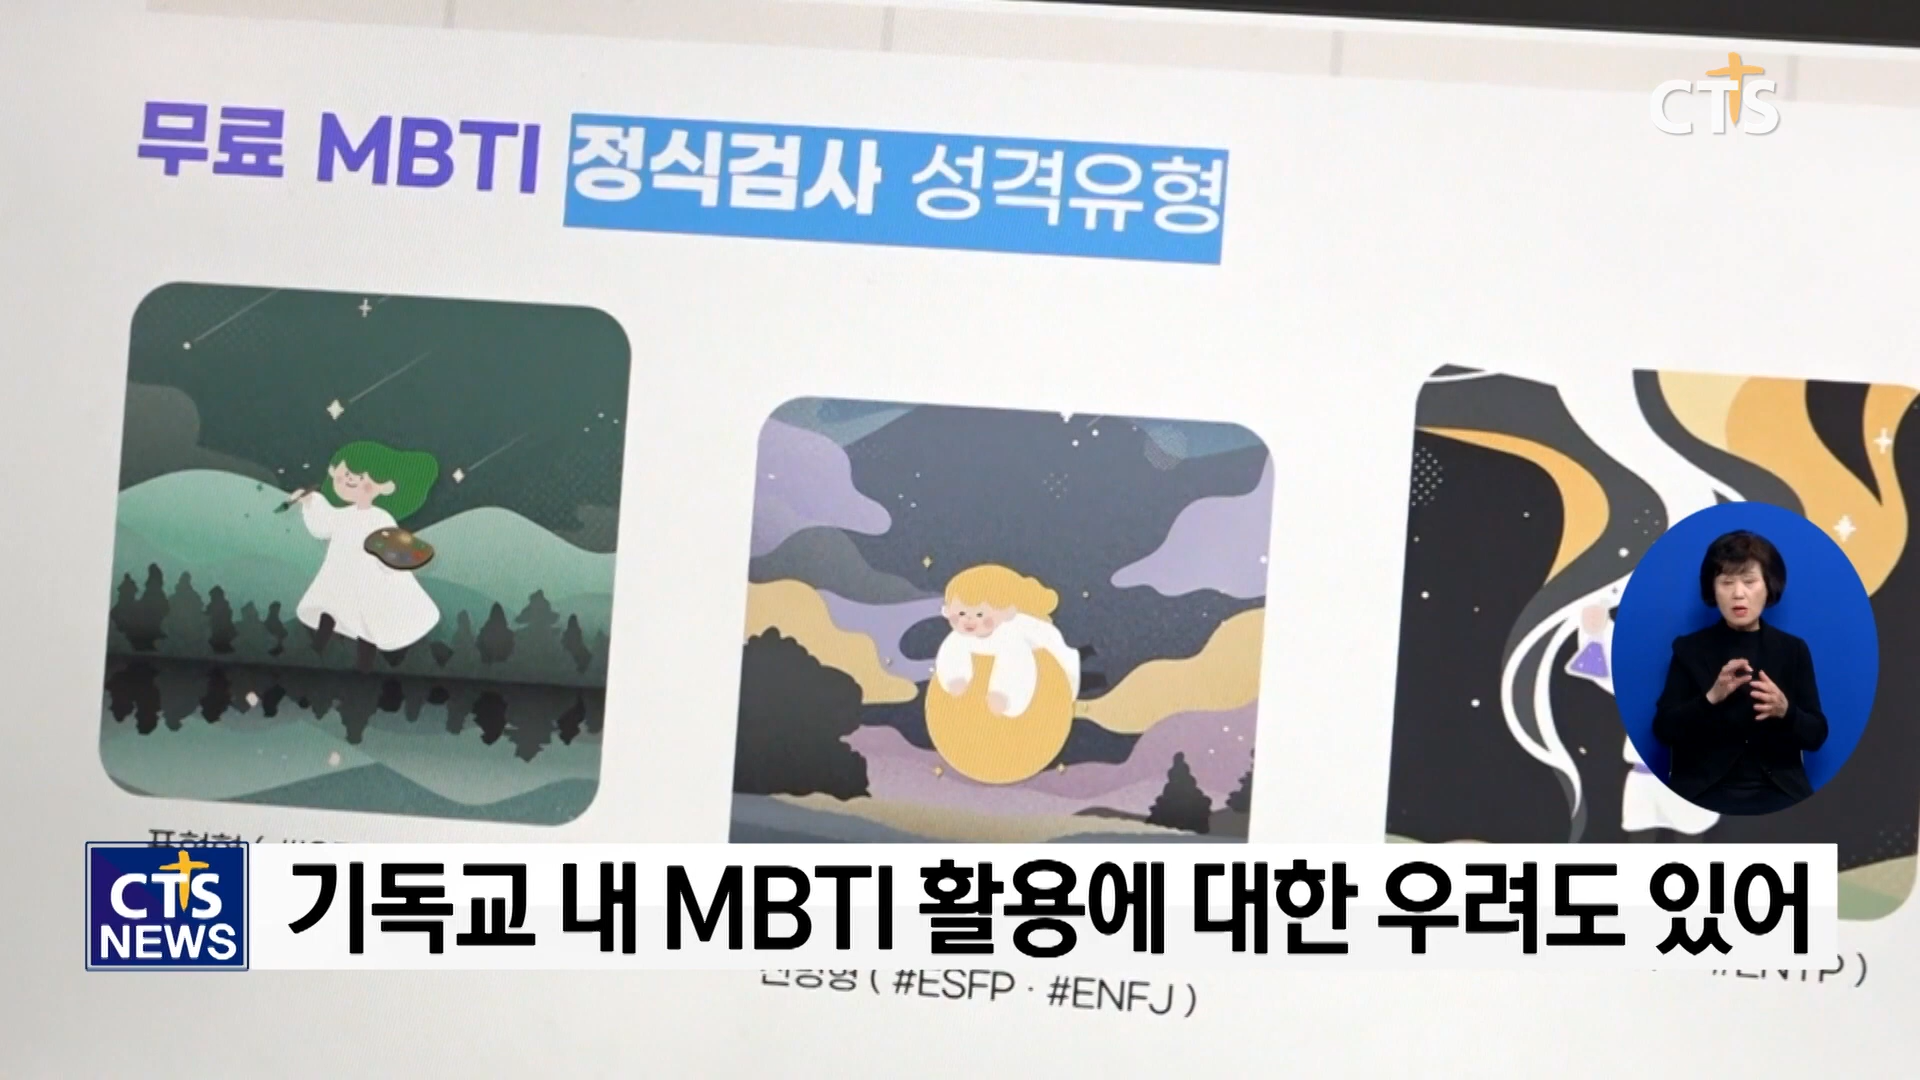 CTS
무료 MBTI 정식검사 성격유형
CTS
NEWS
기독교 내 MBTI 활용에 대한 우려도 있어
( #ESFP · #ENFJ )
#ENTP )